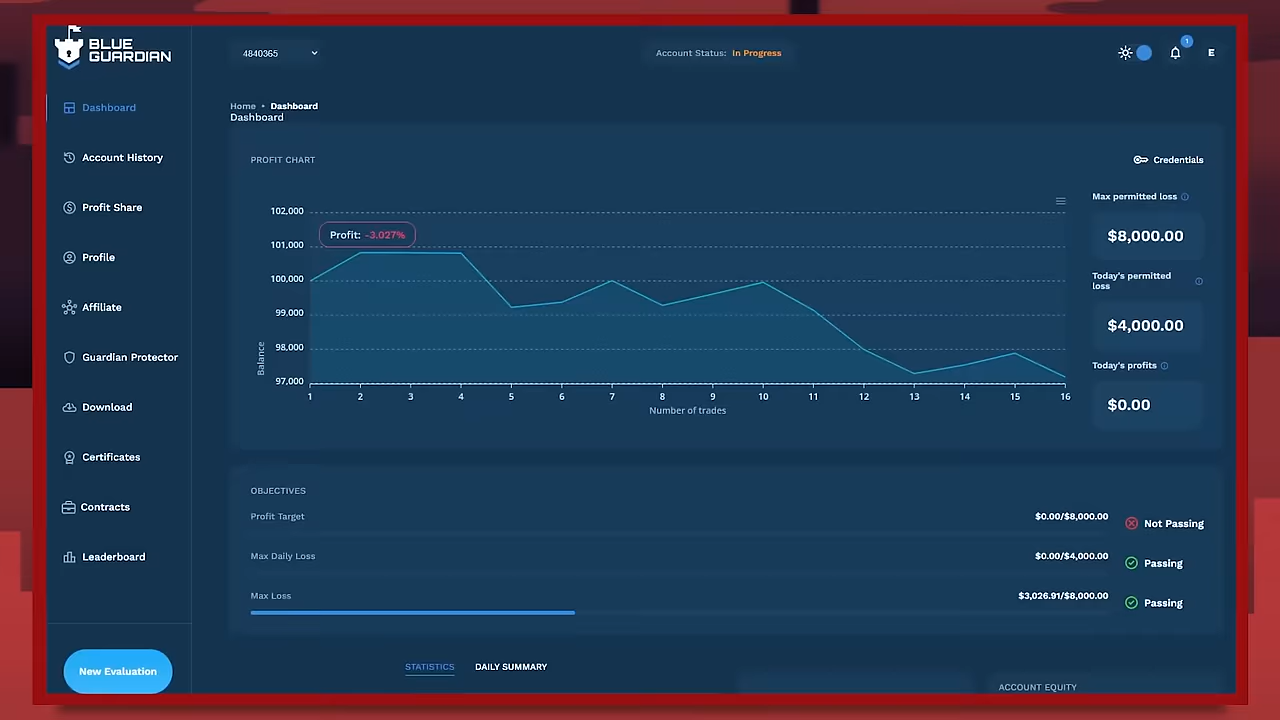 BLUE
GUARDIAN
4840365
Account Status: In Progress
1
E
Dashboard
Account History
Profit Share
Profile
Affiliate
Guardian Protector
Download
Certificates
Contracts
Leaderboard
New Evaluation
Home • Dashboard
Dashboard
PROFIT CHART
Credentials
Profit: -3.027%
102,000
101,000
100,000
99,000
98,000
97,000
Balance
1 2 3 4 5 6 7 8 9 10 11 12 13 14 15 16
Number of trades
Max permitted loss
$8,000.00
Today's permitted
loss
$4,000.00
Today's profits
$0.00
OBJECTIVES
Profit Target $0.00/$8,000.00 Not Passing
Max Daily Loss $0.00/$4,000.00 Passing
Max Loss $3,026.91/$8,000.00 Passing
STATISTICS DAILY SUMMARY
ACCOUNT EQUITY